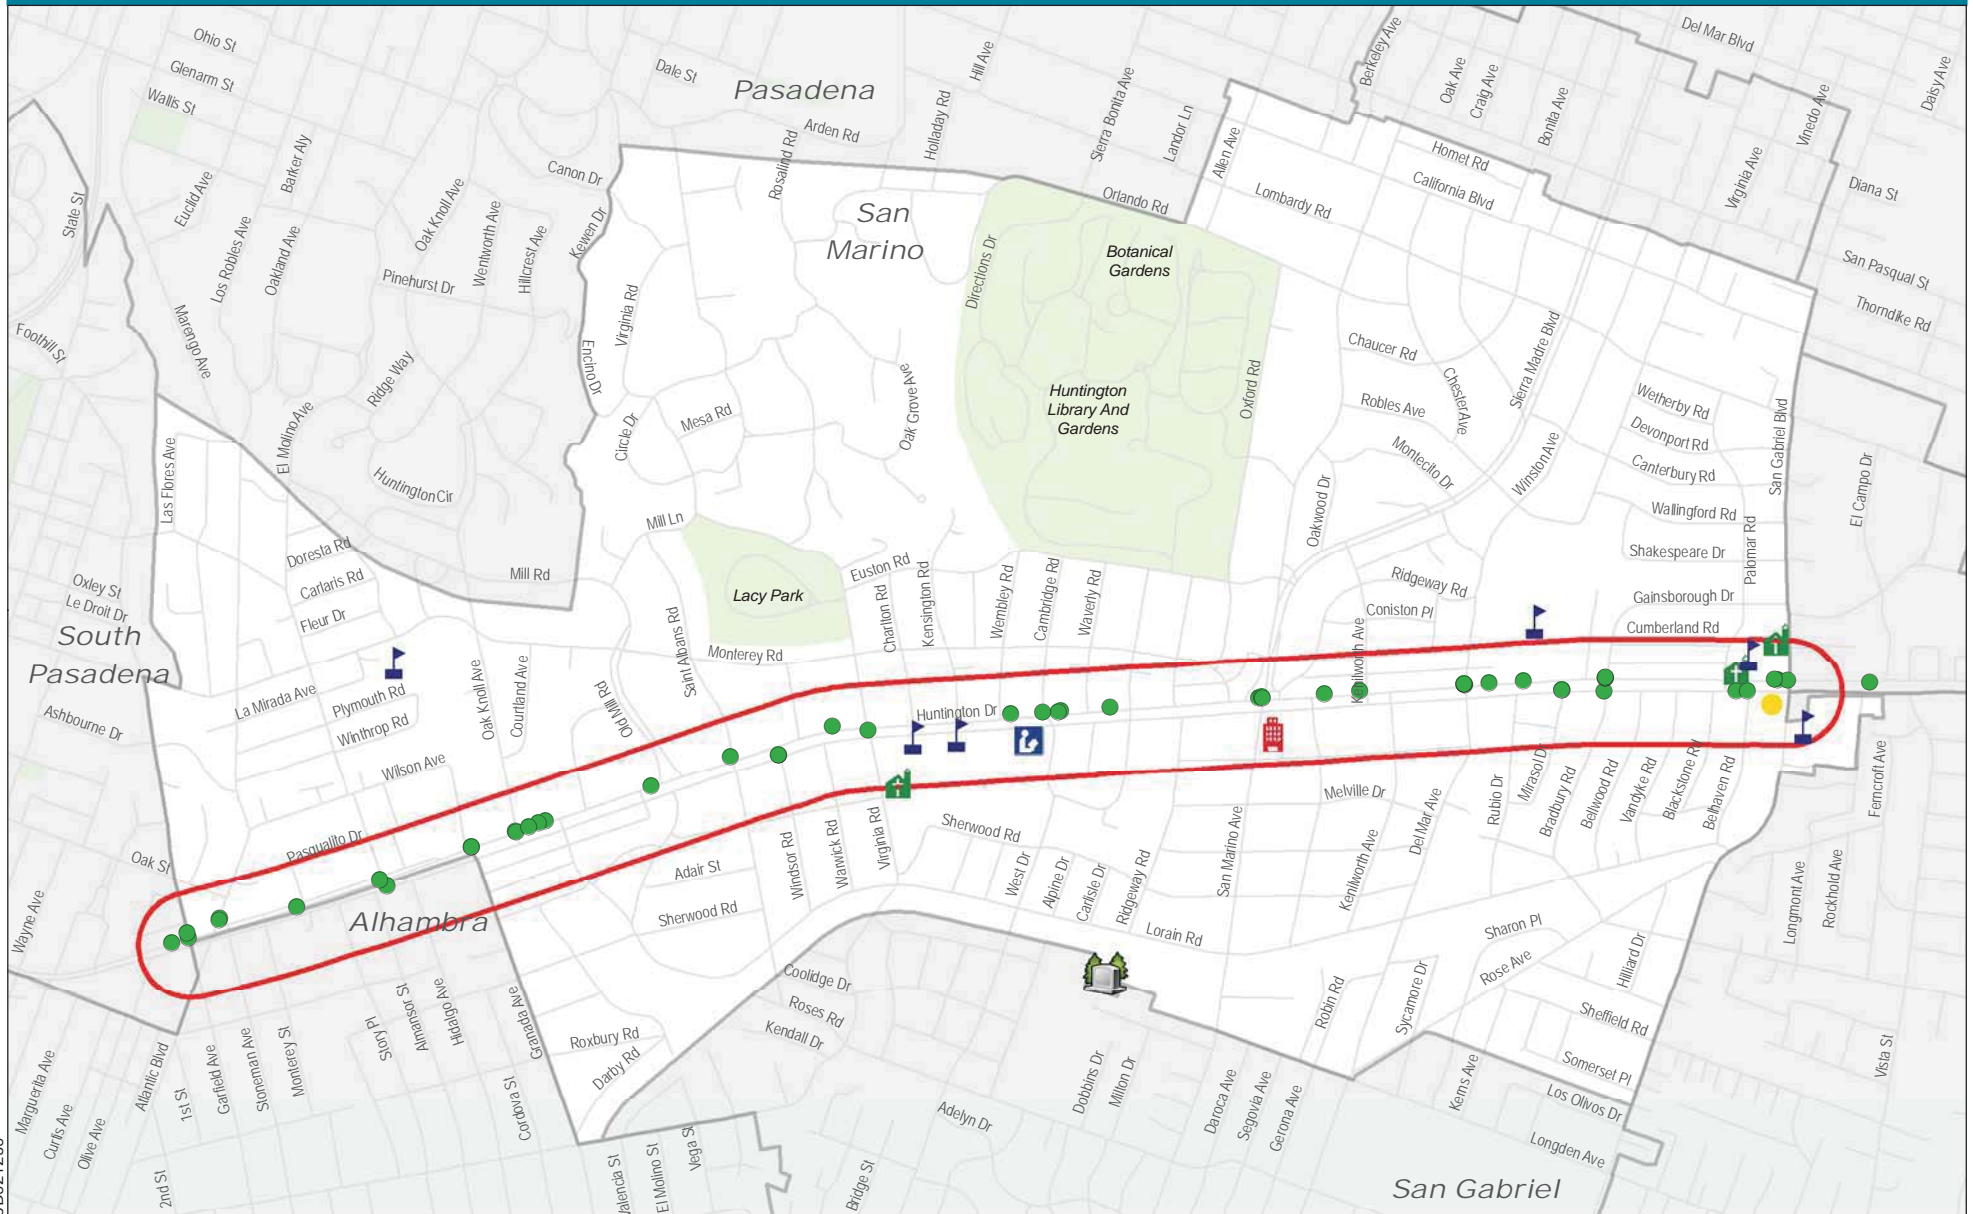 Ohio St
Glenarm St
Wallis St
Dale St
Pasadena
Arden Rd
Hill Ave
Holladay Rd
Rosalind Rd
Sierra Bonita Ave
Landor Ln
Allen Ave
Berkeley Ave
Oak Ave
Craig Ave
Bonita Ave
Del Mar Blvd
Daisy Ave
Vinedo Ave
Virginia Ave
Diana St
San Pasqual St
Thorndike Rd
Hornet Rd
California Blvd
Lombardy Rd
Orlando Rd
State St
Euclid Ave
Barker Aly
Los Robles Ave
Oakland Ave
Oak Knoll Ave
Wentworth Ave
Hillcrest Ave
Canon Dr
Kewen Dr
Pinehurst Dr
San
Marino
Directions Dr
Botanical
Gardens
Foothill St
Marengo Ave
Ridge Way
El Molino Ave
Huntington Cir
Encino Dr
Virginia Rd
Circle Dr
Mesa Rd
Oak Grove Ave
Huntington
Library And
Gardens
Oxford Rd
Chaucer Rd
Robles Ave
Chester Ave
Montecito Dr
Sierra Madre Blvd
Winston Ave
Wetherby Rd
Devonport Rd
Canterbury Rd
Wallingford Rd
Shakespeare Dr
Palomar Rd
San Gabriel Blvd
El Campo Dr
Las Flores Ave
Doresta Rd
Carlaris Rd
Fleur Dr
Mill Rd
Mill Ln
Lacy Park
Euston Rd
Charlton Rd
Kensington Rd
Wembley Rd
Cambridge Rd
Waverly Rd
Oakwood Dr
Ridgeway Rd
Coniston Pl
Gainsborough Dr
Cumberland Rd
Oxley St
Le Droit Dr
South
Pasadena
Ashbourne Dr
La Mirada Ave
Plymouth Rd
Winthrop Rd
Wilson Ave
Oak Knoll Ave
Courtland Ave
Old Mill Rd
Saint Albans Rd
Monterey Rd
Huntington Dr
Kenilworth Ave
Pasqualito Dr
Oak St
Wayne Ave
Alhambra
Adair St
Sherwood Rd
Windsor Rd
Warwick Rd
Virginia Rd
Sherwood Rd
West Dr
Alpine Dr
Carlisle Dr
Ridgeway Rd
Lorain Rd
San Marino Ave
Melville Dr
Kenilworth Ave
Del Mar Ave
Rubio Dr
Mirasol Dr
Bradbury Rd
Bellwood Rd
Vandyke Rd
Blackstone Rd
Belhaven Rd
Ferncroft Ave
Longmont Ave
Rockhold Ave
Sharon Pl
Rose Ave
Hilliard Dr
Sheffield Rd
Somerset Pl
Los Olivos Dr
Longden Ave
Vista St
Robin Rd
Sycamore Dr
Kerns Ave
Marguerita Ave
Curtis Ave
Olive Ave
Atlantic Blvd
1st St
2nd St
Garfield Ave
Stoneman Ave
Monterey St
Story Pl
Almansor St
Hidalgo Ave
Granada Ave
Cordova St
Roxbury Rd
Darby Rd
Coolidge Dr
Roses Rd
Kendall Dr
Valencia St
El Molino St
Vega St
Bridge St
Adelyn Dr
Dobbins Dr
Milton Dr
Daroca Ave
Segovia Ave
Gerona Ave
San Gabriel